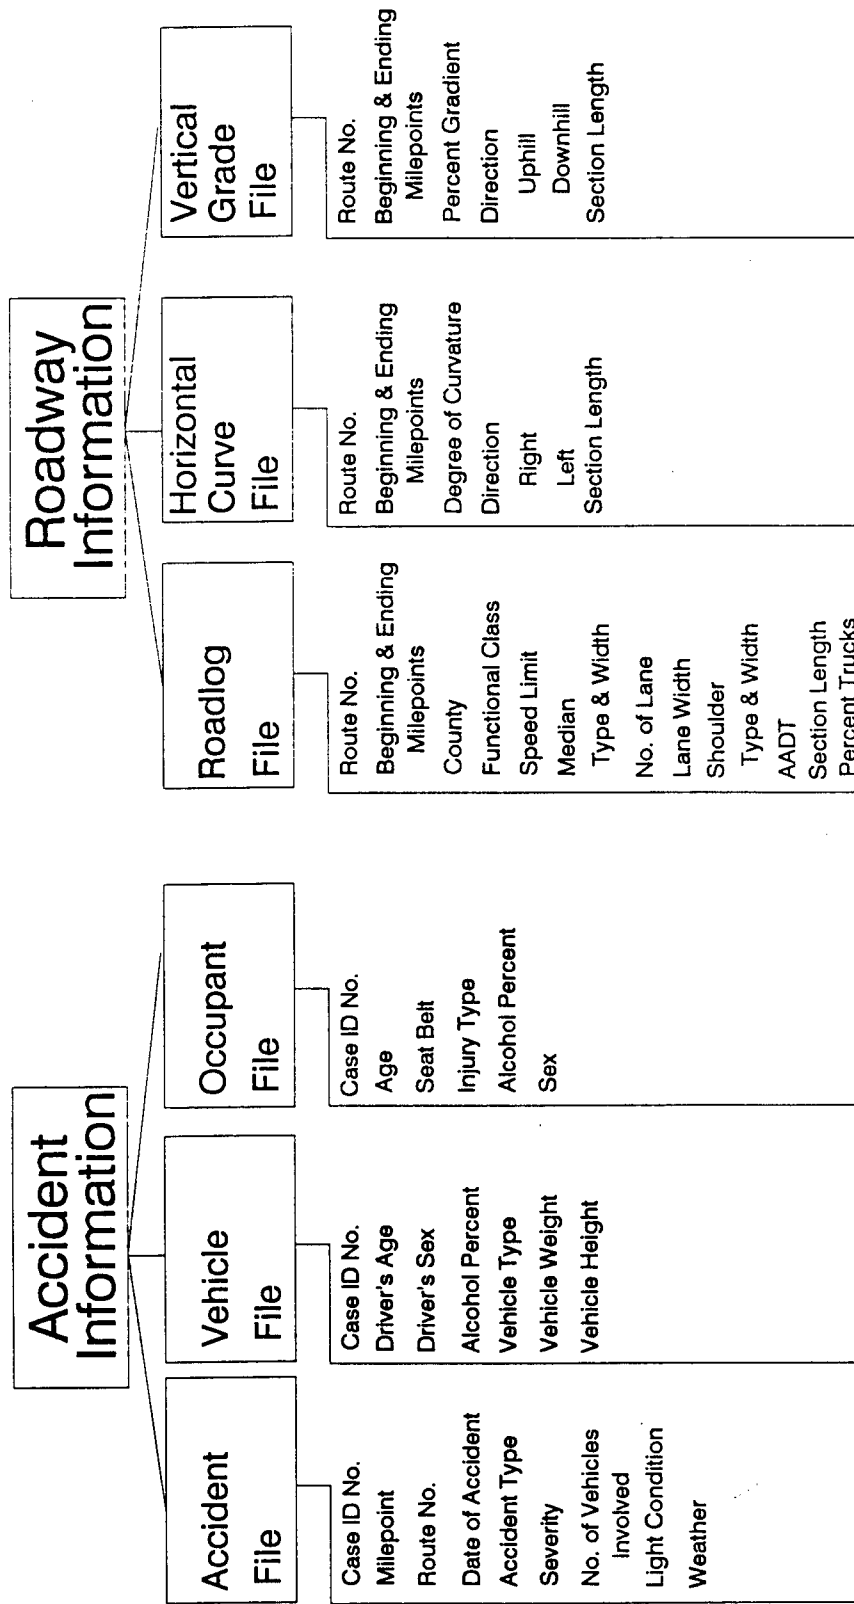 Accident
Information
Accident
File
Case ID No.
Milepoint
Route No.
Date of Accident
Accident Type
Severity
No. of Vehicles
Involved
Light Condition
Weather
Vehicle
File
Case ID No.
Driver's Age
Driver's Sex
Alcohol Percent
Vehicle Type
Vehicle Weight
Vehicle Height
Occupant
File
Case ID No.
Age
Seat Belt
Injury Type
Alcohol Percent
Sex
Roadway
Information
Roadlog
File
Route No.
Beginning & Ending
Milepoints
County
Functional Class
Speed Limit
Median
Type & Width
No. of Lane
Lane Width
Shoulder
Type & Width
AADT
Section Length
Percent Trucks
Horizontal
Curve
File
Route No.
Beginning & Ending
Milepoints
Degree of Curvature
Direction
Right
Left
Section Length
Vertical
Grade
File
Route No.
Beginning & Ending
Milepoints
Percent Gradient
Direction
Uphill
Downhill
Section Length